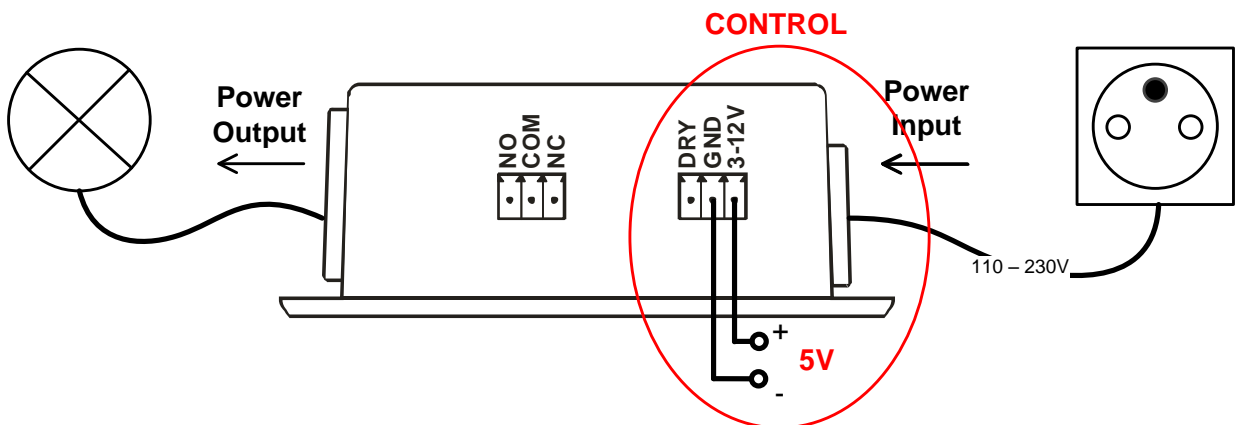 CONTROL
Power
Output
NO
COM
NC
DRY
GND
3-12V
Power
Input
110 – 230V
+
5V
-